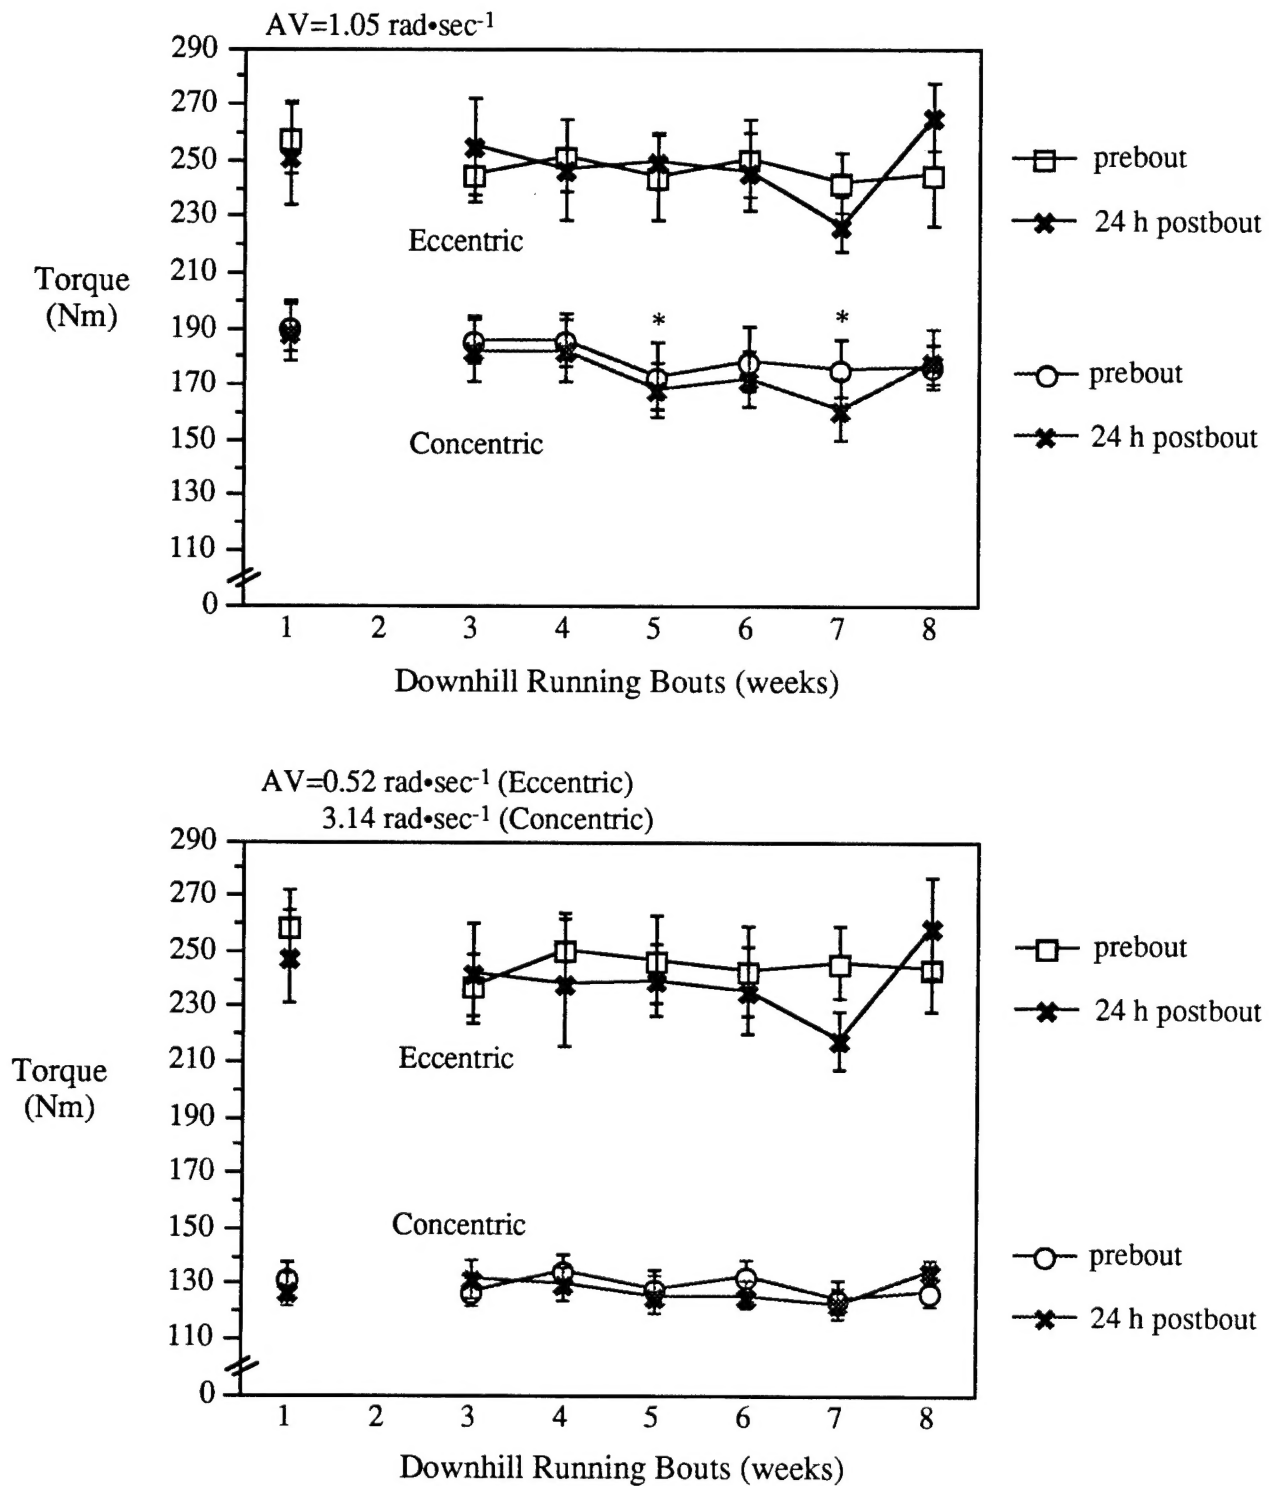 AV=1.05 rad•sec-1
290
270
250
230
210
190
170
150
130
110
0
Torque
(Nm)
Eccentric
*
*
Concentric
prebout
24 h postbout
prebout
24 h postbout
1 2 3 4 5 6 7 8
Downhill Running Bouts (weeks)
AV=0.52 rad•sec-1 (Eccentric)
3.14 rad•sec-1 (Concentric)
290
270
250
230
210
190
170
150
130
110
0
Torque
(Nm)
Eccentric
Concentric
prebout
24 h postbout
prebout
24 h postbout
1 2 3 4 5 6 7 8
Downhill Running Bouts (weeks)